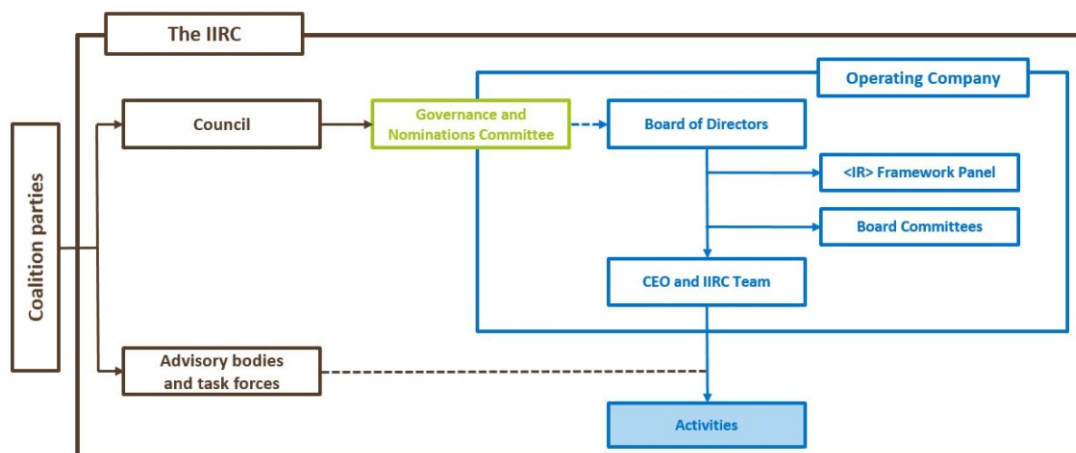 The IIRC
Operating Company
Coalition parties
Council
Governance and
Nominations Committee
Board of Directors
<IR> Framework Panel
Board Committees
CEO and IIRC Team
Advisory bodies
and task forces
Activities